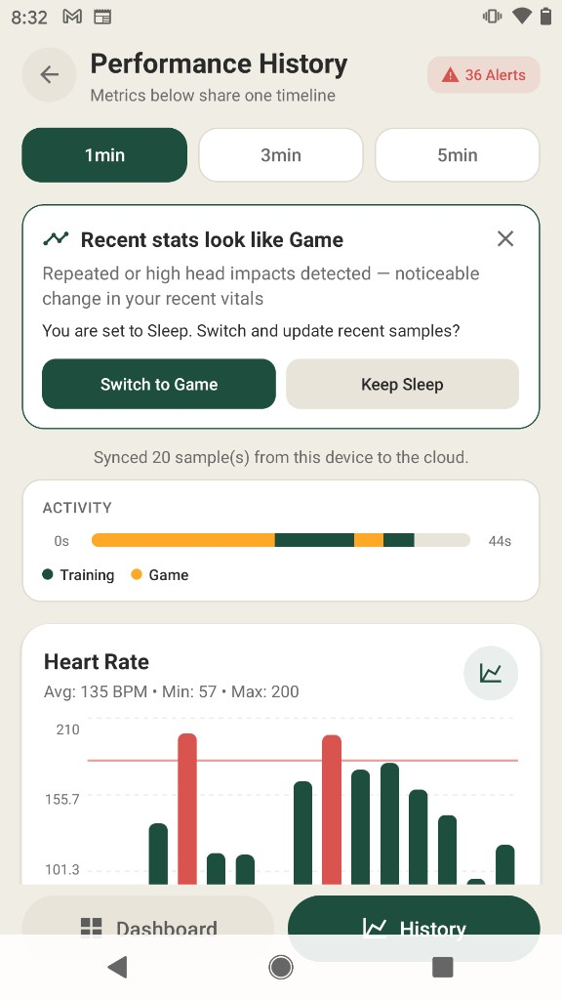 8:32
Performance History
Metrics below share one timeline
36 Alerts
1min
3min
5min
Recent stats look like Game
Repeated or high head impacts detected — noticeable
change in your recent vitals
You are set to Sleep. Switch and update recent samples?
Switch to Game
Keep Sleep
Synced 20 sample(s) from this device to the cloud.
ACTIVITY
0s
44s
Training
Game
Heart Rate
Avg: 135 BPM • Min: 57 • Max: 200
210
155.7
101.3
Dashboard
History